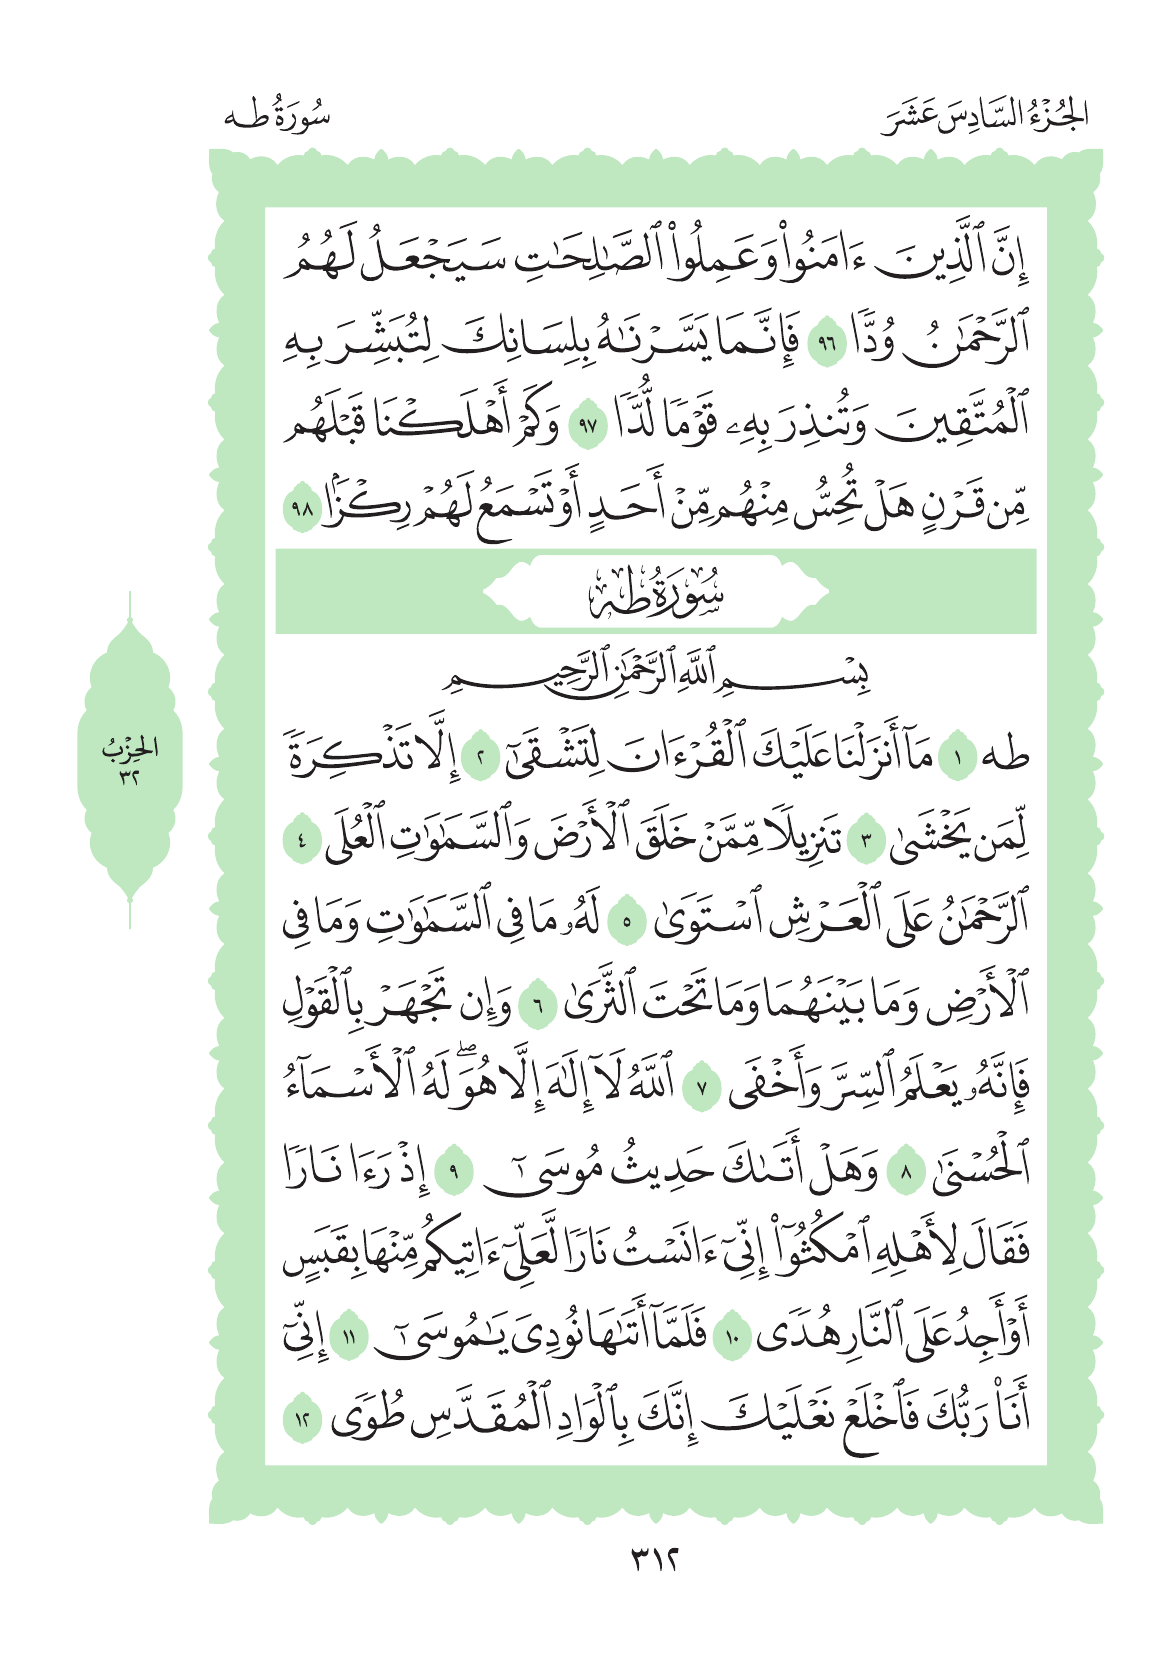 الجُزْءُ السَّادِسَ عَشَرَ
سُورَةُ طه
إِنَّ ٱلَّذِينَ ءَامَنُوا۟ وَعَمِلُوا۟ ٱلصَّـٰلِحَـٰتِ سَيَجْعَلُ لَهُمُ
ٱلرَّحْمَـٰنُ وُدًّا ٩٦ فَإِنَّمَا يَسَّرْنَـٰهُ بِلِسَانِكَ لِتُبَشِّرَ بِهِ
ٱلْمُتَّقِينَ وَتُنذِرَ بِهِۦ قَوْمًا لُّدًّا ٩٧ وَكَمْ أَهْلَكْنَا قَبْلَهُم
مِّن قَرْنٍ هَلْ تُحِسُّ مِنْهُم مِّنْ أَحَدٍ أَوْ تَسْمَعُ لَهُمْ رِكْزًۢا ٩٨
سُورَةُ طه
بِسْمِ ٱللَّهِ ٱلرَّحْمَـٰنِ ٱلرَّحِيمِ
طه ١ مَآ أَنزَلْنَا عَلَيْكَ ٱلْقُرْءَانَ لِتَشْقَىٰٓ ٢ إِلَّا تَذْكِرَةً
لِّمَن يَخْشَىٰ ٣ تَنزِيلًا مِّمَّنْ خَلَقَ ٱلْأَرْضَ وَٱلسَّمَـٰوَٰتِ ٱلْعُلَى ٤
ٱلرَّحْمَـٰنُ عَلَى ٱلْعَرْشِ ٱسْتَوَىٰ ٥ لَهُۥ مَا فِى ٱلسَّمَـٰوَٰتِ وَمَا فِى
ٱلْأَرْضِ وَمَا بَيْنَهُمَا وَمَا تَحْتَ ٱلثَّرَىٰ ٦ وَإِن تَجْهَرْ بِٱلْقَوْلِ
فَإِنَّهُۥ يَعْلَمُ ٱلسِّرَّ وَأَخْفَى ٧ ٱللَّهُ لَآ إِلَـٰهَ إِلَّا هُوَ ۖ لَهُ ٱلْأَسْمَآءُ
ٱلْحُسْنَىٰ ٨ وَهَلْ أَتَىٰكَ حَدِيثُ مُوسَىٰٓ ٩ إِذْ رَءَا نَارًا
فَقَالَ لِأَهْلِهِ ٱمْكُثُوٓا۟ إِنِّىٓ ءَانَسْتُ نَارًا لَّعَلِّىٓ ءَاتِيكُم مِّنْهَا بِقَبَسٍ
أَوْ أَجِدُ عَلَى ٱلنَّارِ هُدًى ١٠ فَلَمَّآ أَتَىٰهَا نُودِىَ يَـٰمُوسَىٰٓ ١١ إِنِّىٓ
أَنَا۠ رَبُّكَ فَٱخْلَعْ نَعْلَيْكَ إِنَّكَ بِٱلْوَادِ ٱلْمُقَدَّسِ طُوًى ١٢
الحِزْبُ
٣٢
٣١٢